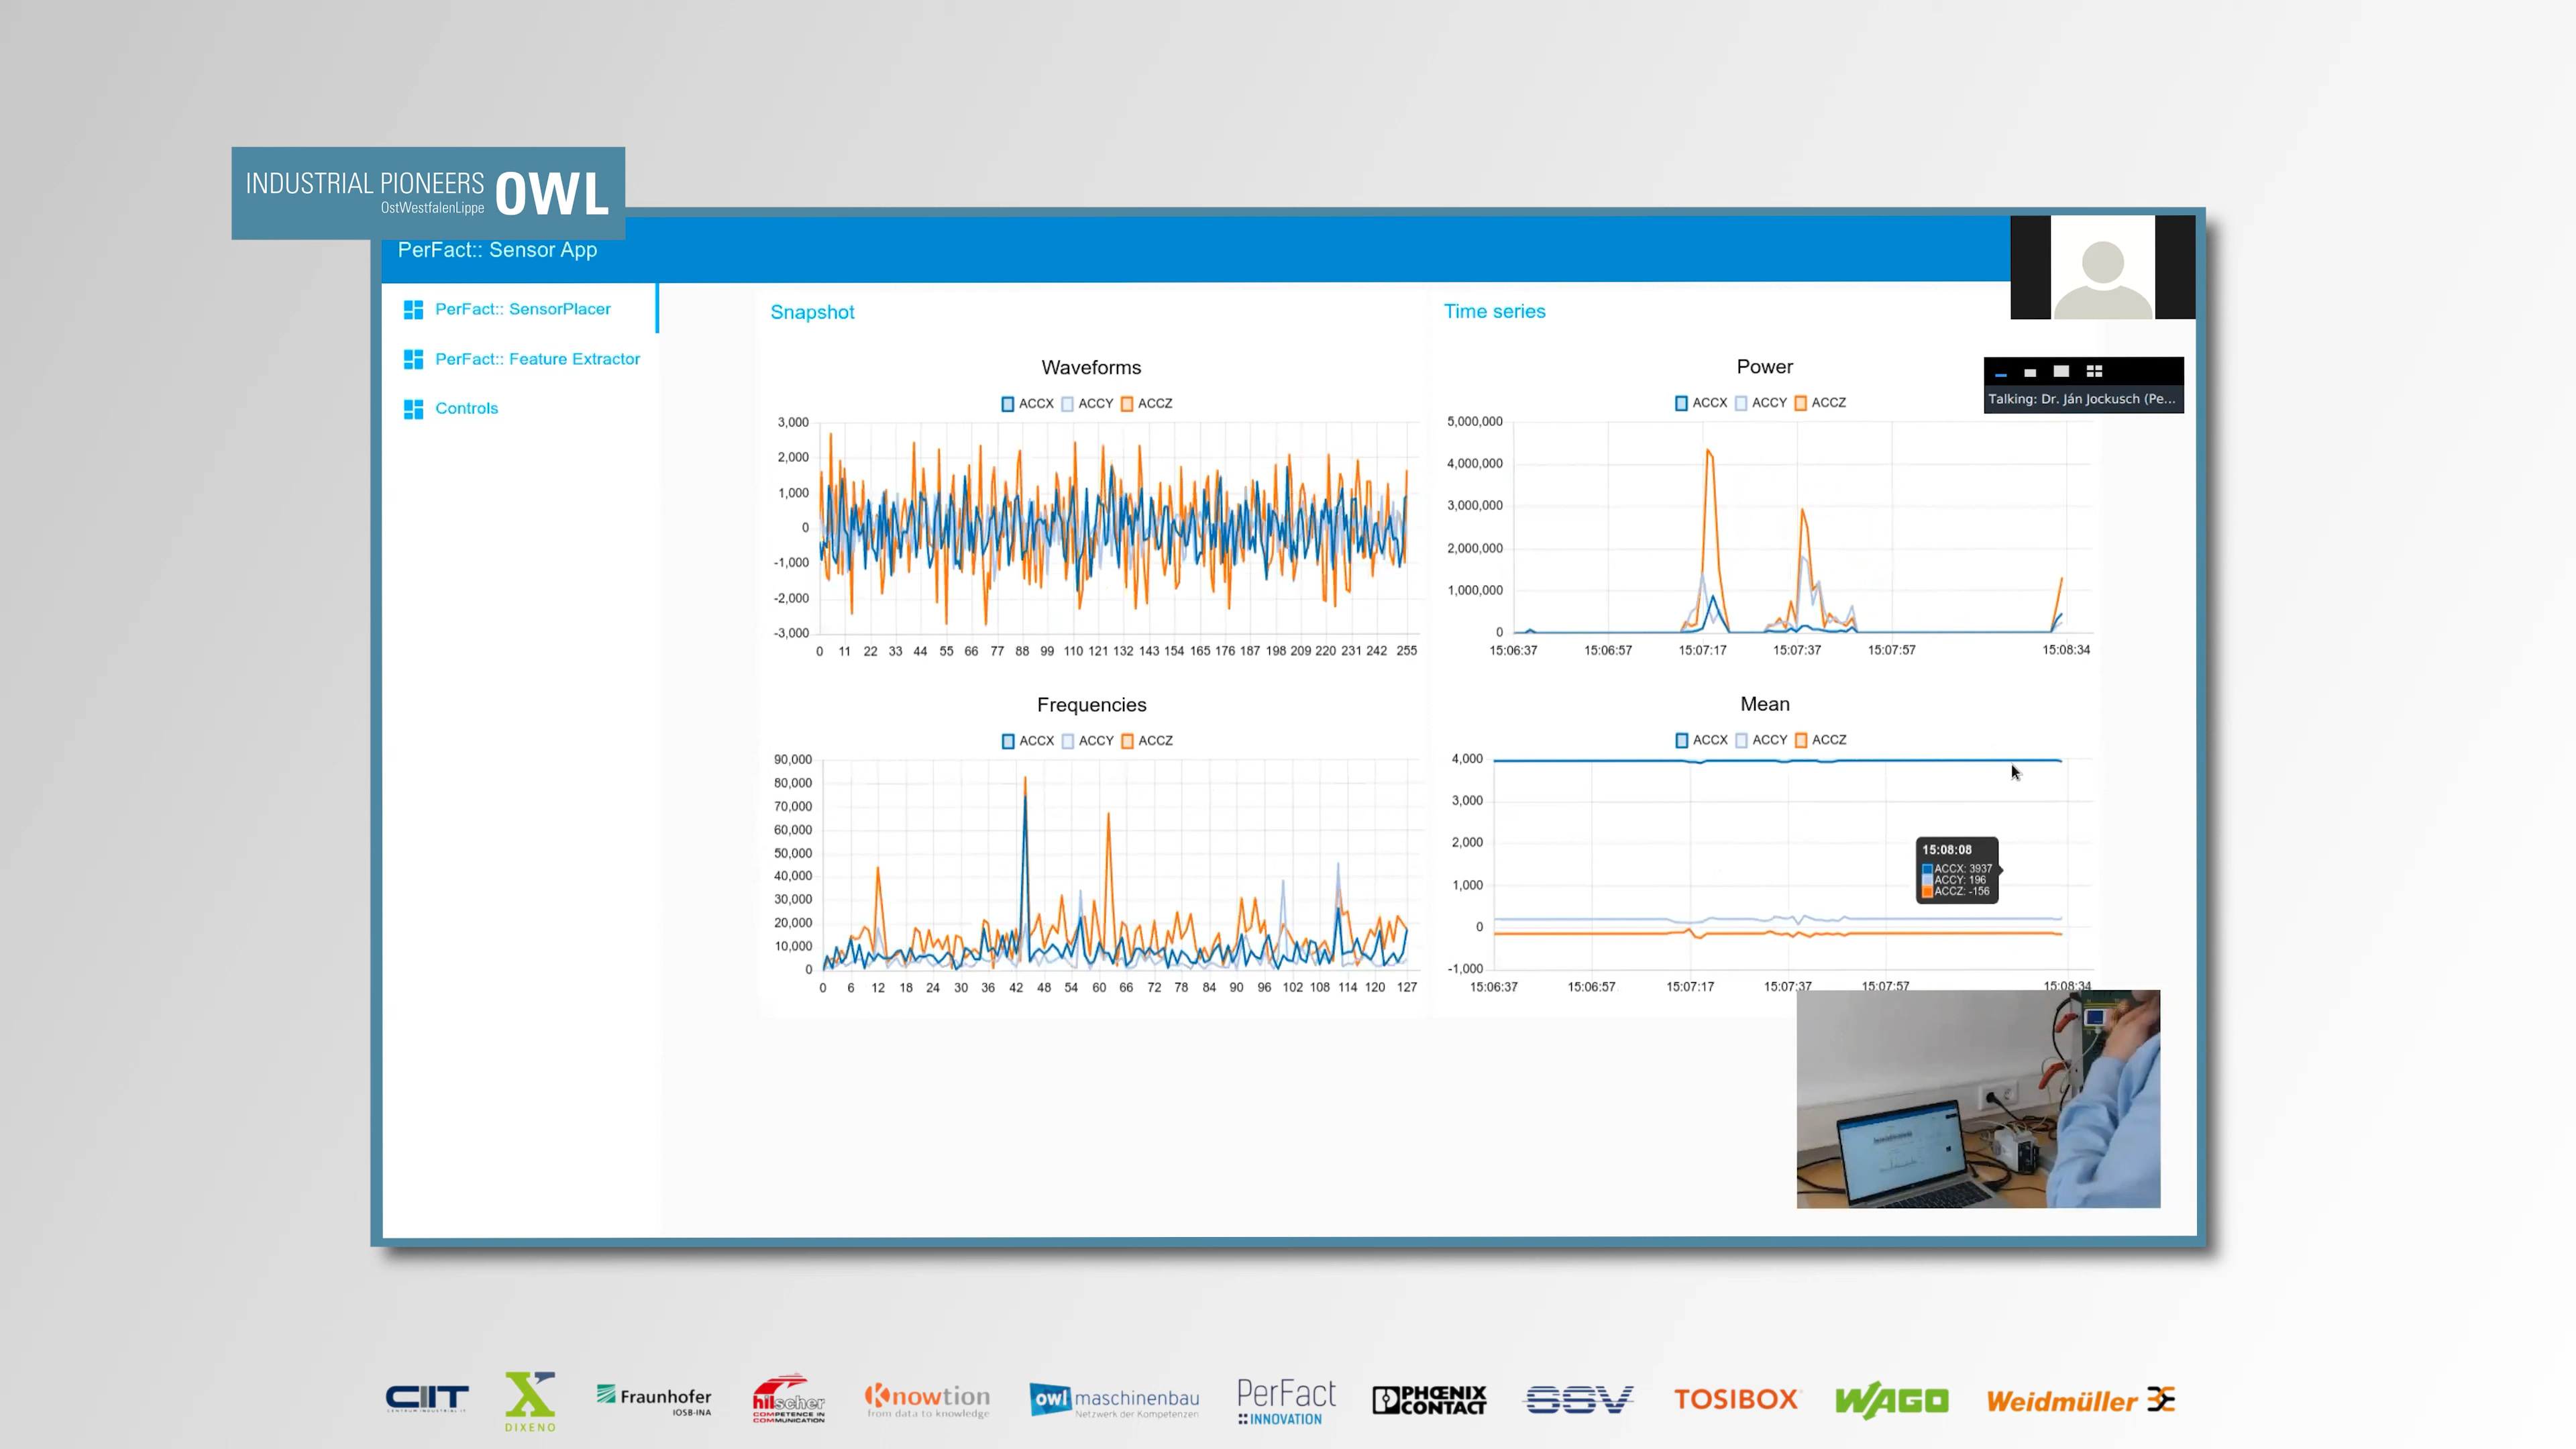 INDUSTRIAL PIONEERS OWL
OstWestfalenLippe
PerFact:: Sensor App
PerFact:: SensorPlacer
PerFact:: Feature Extractor
Controls
Snapshot
Waveforms
ACCX ACCY ACCZ
3,000
2,000
1,000
0
-1,000
-2,000
-3,000
0 11 22 33 44 55 66 77 88 99 110 121 132 143 154 165 176 187 198 209 220 231 242 255
Frequencies
ACCX ACCY ACCZ
90,000
80,000
70,000
60,000
50,000
40,000
30,000
20,000
10,000
0
0 6 12 18 24 30 36 42 48 54 60 66 72 78 84 90 96 102 108 114 120 127
Time series
Power
ACCX ACCY ACCZ
5,000,000
4,000,000
3,000,000
2,000,000
1,000,000
0
15:06:37 15:06:57 15:07:17 15:07:37 15:07:57 15:08:34
Talking: Dr. Ján Jockusch (Pe...
Mean
ACCX ACCY ACCZ
4,000
3,000
2,000
1,000
0
-1,000
15:06:37 15:06:57 15:07:17 15:07:37 15:07:57 15:08:34
15:08:08
ACCX: 3937
ACCY: 196
ACCZ: -156
CIIT
CENTRUM INDUSTRIAL IT
X
DIXENO
Fraunhofer
IOSB-INA
hilscher
COMPETENCE IN
COMMUNICATION
Knowtion
from data to knowledge
owl maschinenbau
Netzwerk der Kompetenzen
PerFact
::INNOVATION
PHŒNIX
CONTACT
SSV
TOSIBOX
WAGO
Weidmüller